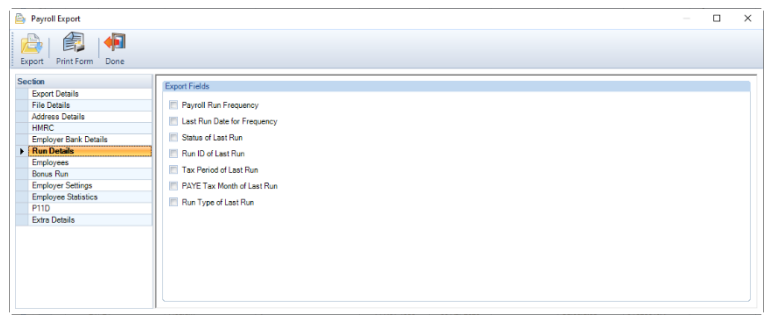 Payroll Export
Export Print Form Done
Section
Export Details
File Details
Address Details
HMRC
Employer Bank Details
Run Details
Employees
Bonus Run
Employer Settings
Employee Statistics
P11D
Extra Details
Export Fields
Payroll Run Frequency
Last Run Date for Frequency
Status of Last Run
Run ID of Last Run
Tax Period of Last Run
PAYE Tax Month of Last Run
Run Type of Last Run